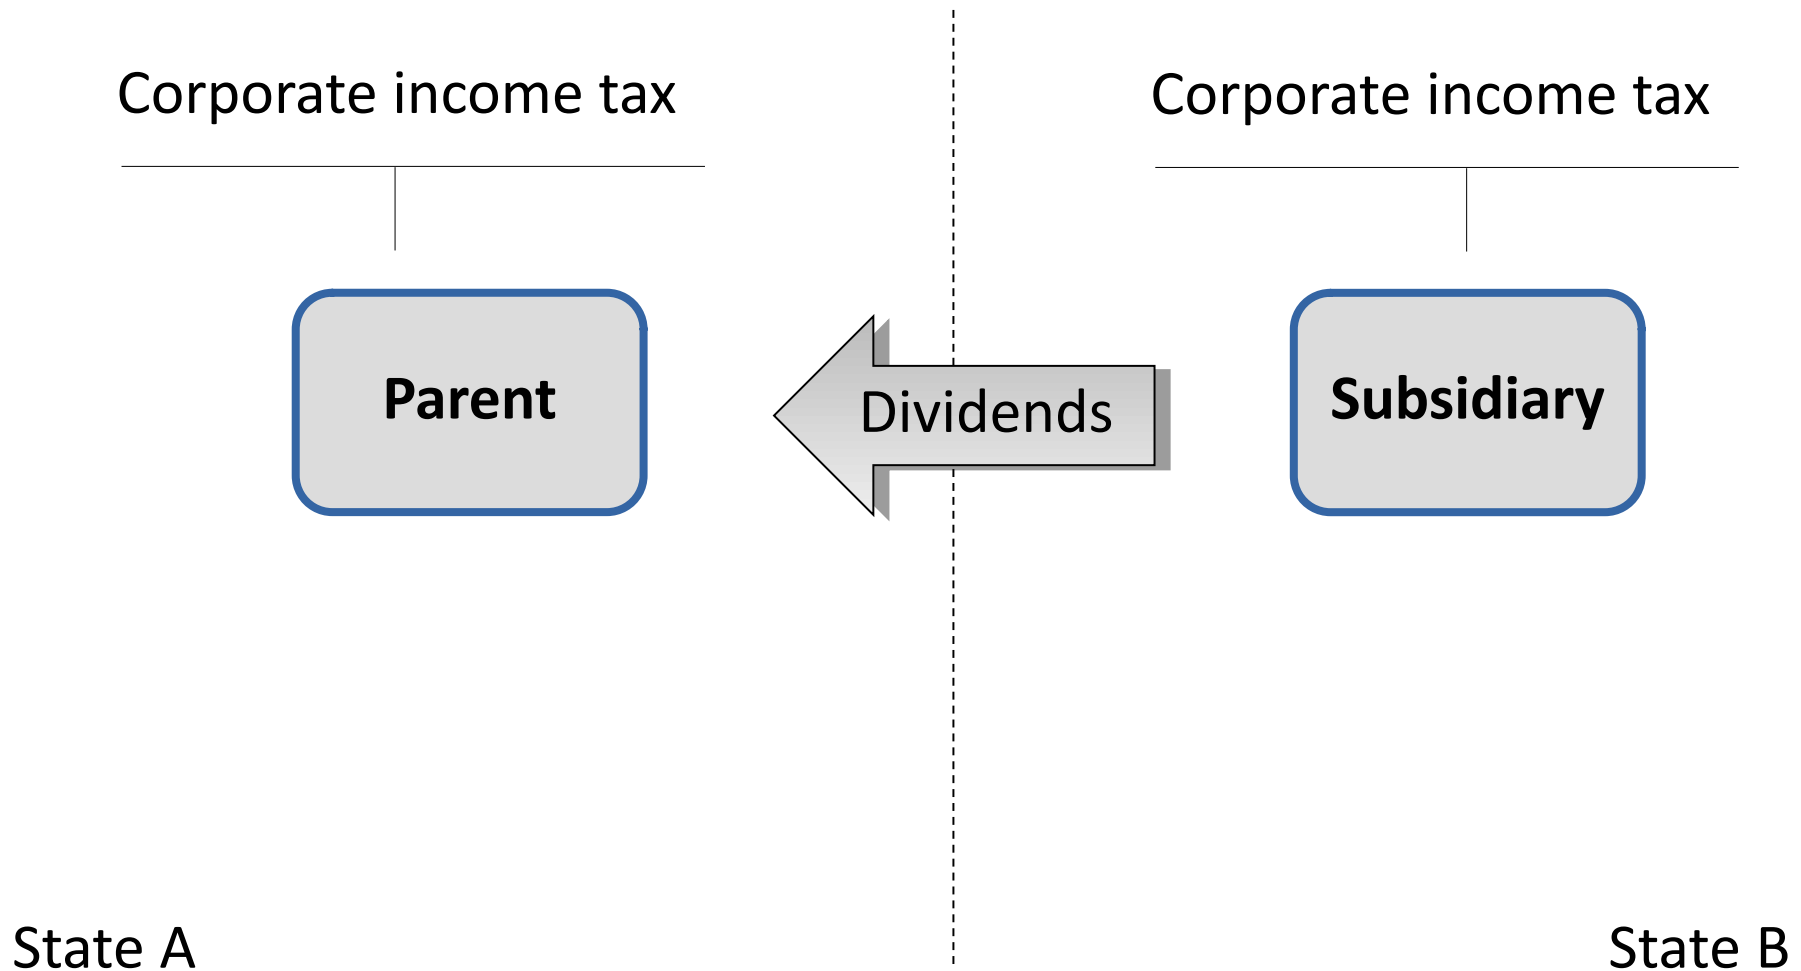 Corporate income tax
Corporate income tax
Parent
Dividends
Subsidiary
State A
State B